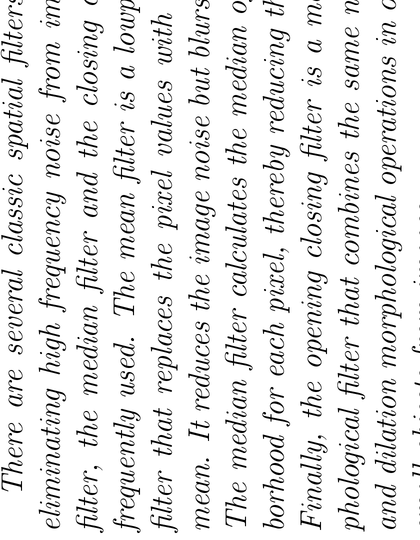 There are several classic spatial filters
eliminating high frequency noise from
filter, the median filter and the closing
frequently used. The mean filter is a
filter that replaces the pixel values with
mean. It reduces the image noise but blurs
The median filter calculates the median
borhood for each pixel, thereby reducing
Finally, the opening closing filter is a
phological filter that combines the same
and dilation morphological operations in